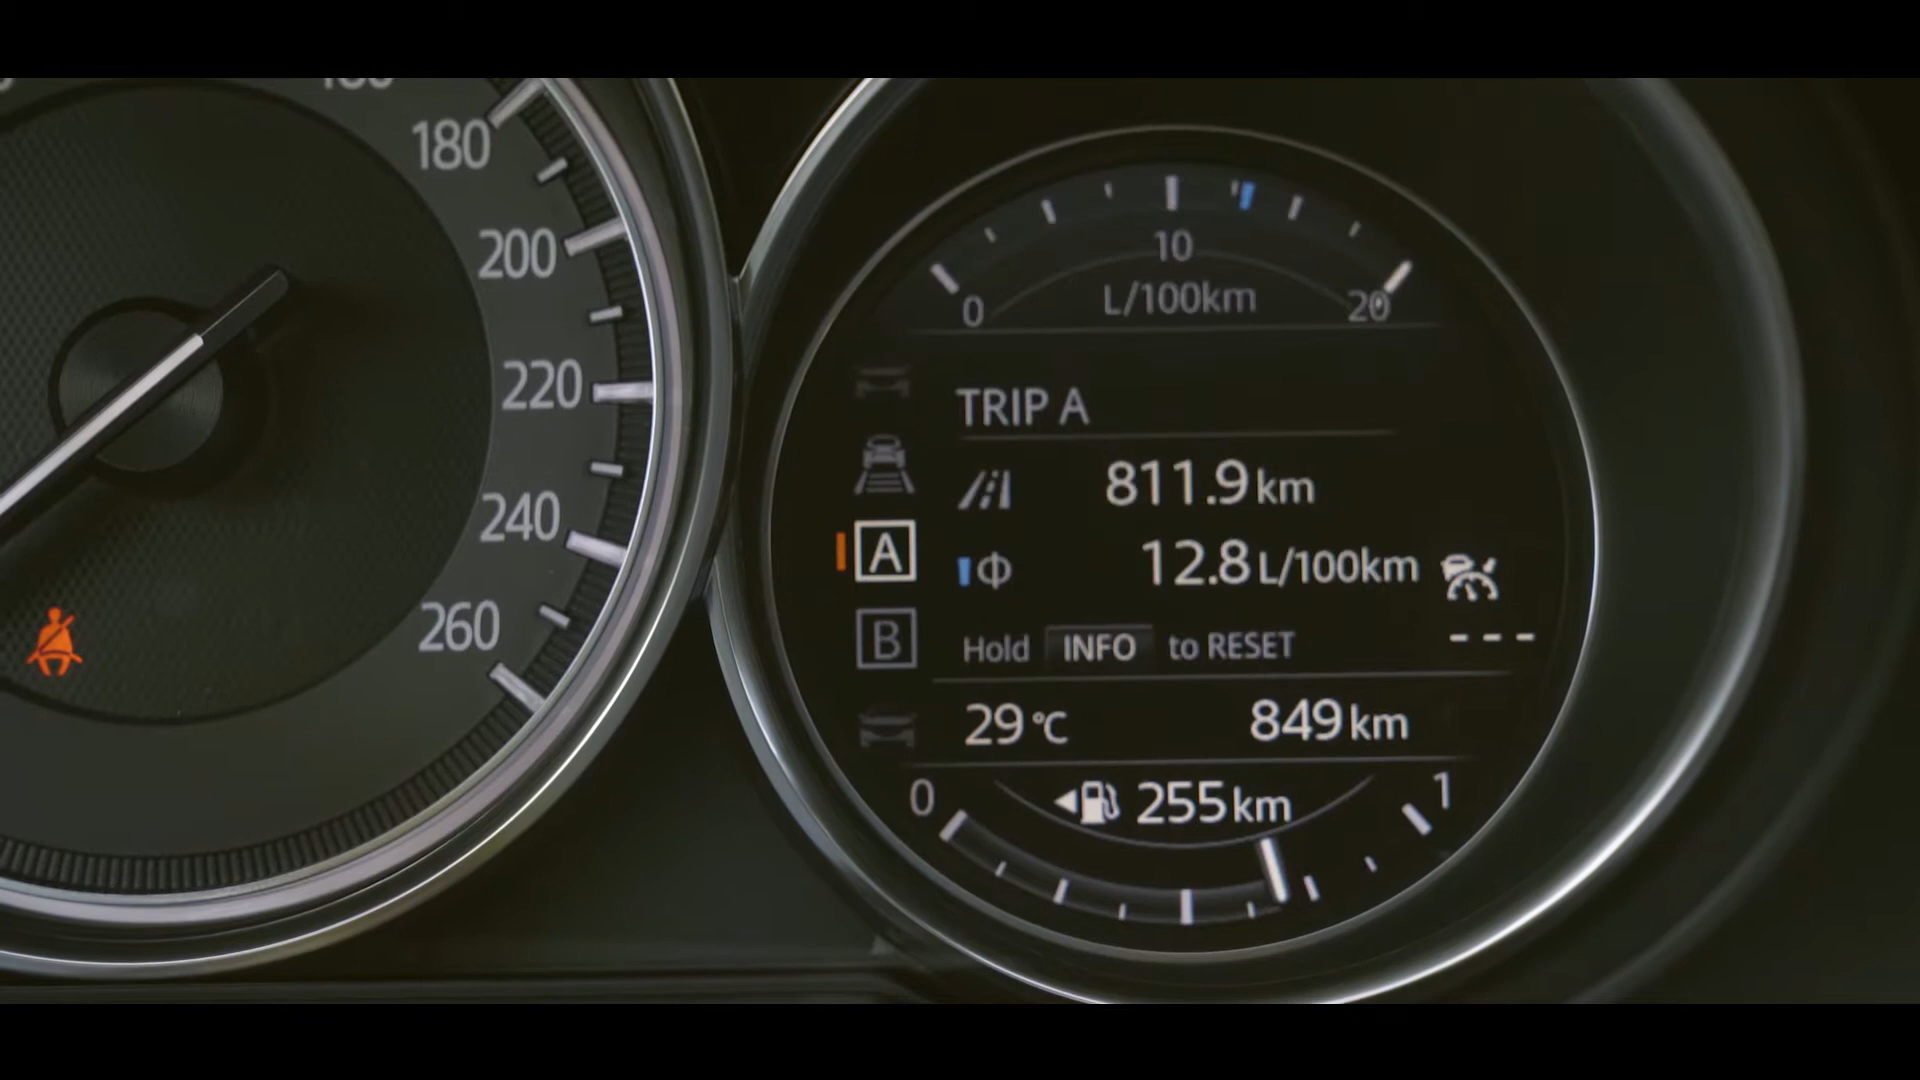 180
200
220
240
260
10
0 L/100km 20
TRIP A
811.9 km
A 12.8 L/100km
B Hold INFO to RESET
---
29 °C 849 km
0 255 km 1